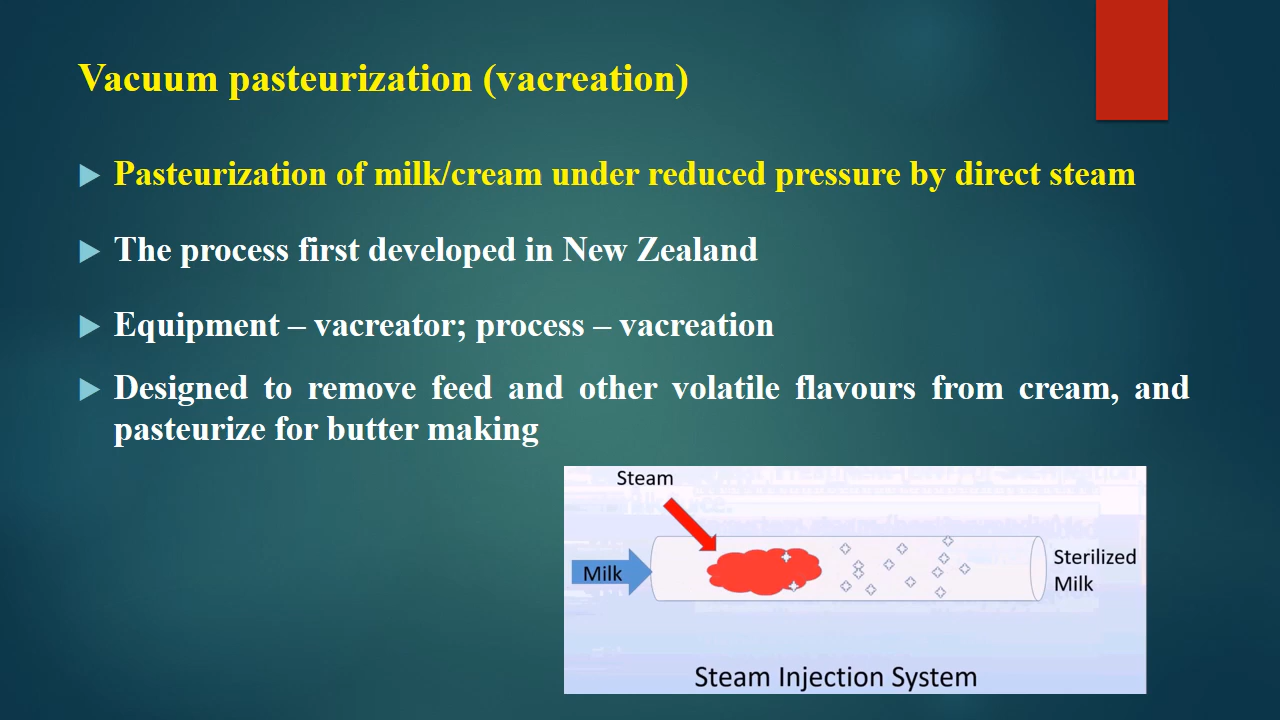 Vacuum pasteurization (vacreation)
Pasteurization of milk/cream under reduced pressure by direct steam
The process first developed in New Zealand
Equipment – vacreator; process – vacreation
Designed to remove feed and other volatile flavours from cream, and
pasteurize for butter making
Steam
Milk
Sterilized
Milk
Steam Injection System